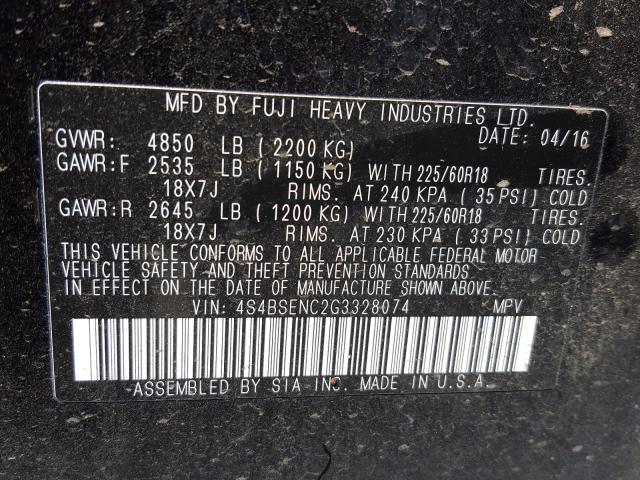 MFD BY FUJI HEAVY INDUSTRIES LTD.
DATE: 04/16
GVWR: 4850 LB ( 2200 KG)
GAWR:F 2535 LB ( 1150 KG) WITH 225/60R18 TIRES.
18X7J RIMS. AT 240 KPA ( 35 PSI) COLD
GAWR:R 2645 LB ( 1200 KG) WITH 225/60R18 TIRES.
18X7J RIMS. AT 230 KPA ( 33 PSI) COLD
THIS VEHICLE CONFORMS TO ALL APPLICABLE FEDERAL MOTOR
VEHICLE SAFETY AND THEFT PREVENTION STANDARDS
IN EFFECT ON THE DATE OF MANUFACTURE SHOWN ABOVE.
VIN: 4S4BSENC2G3328074 MPV
ASSEMBLED BY SIA INC. MADE IN U.S.A.